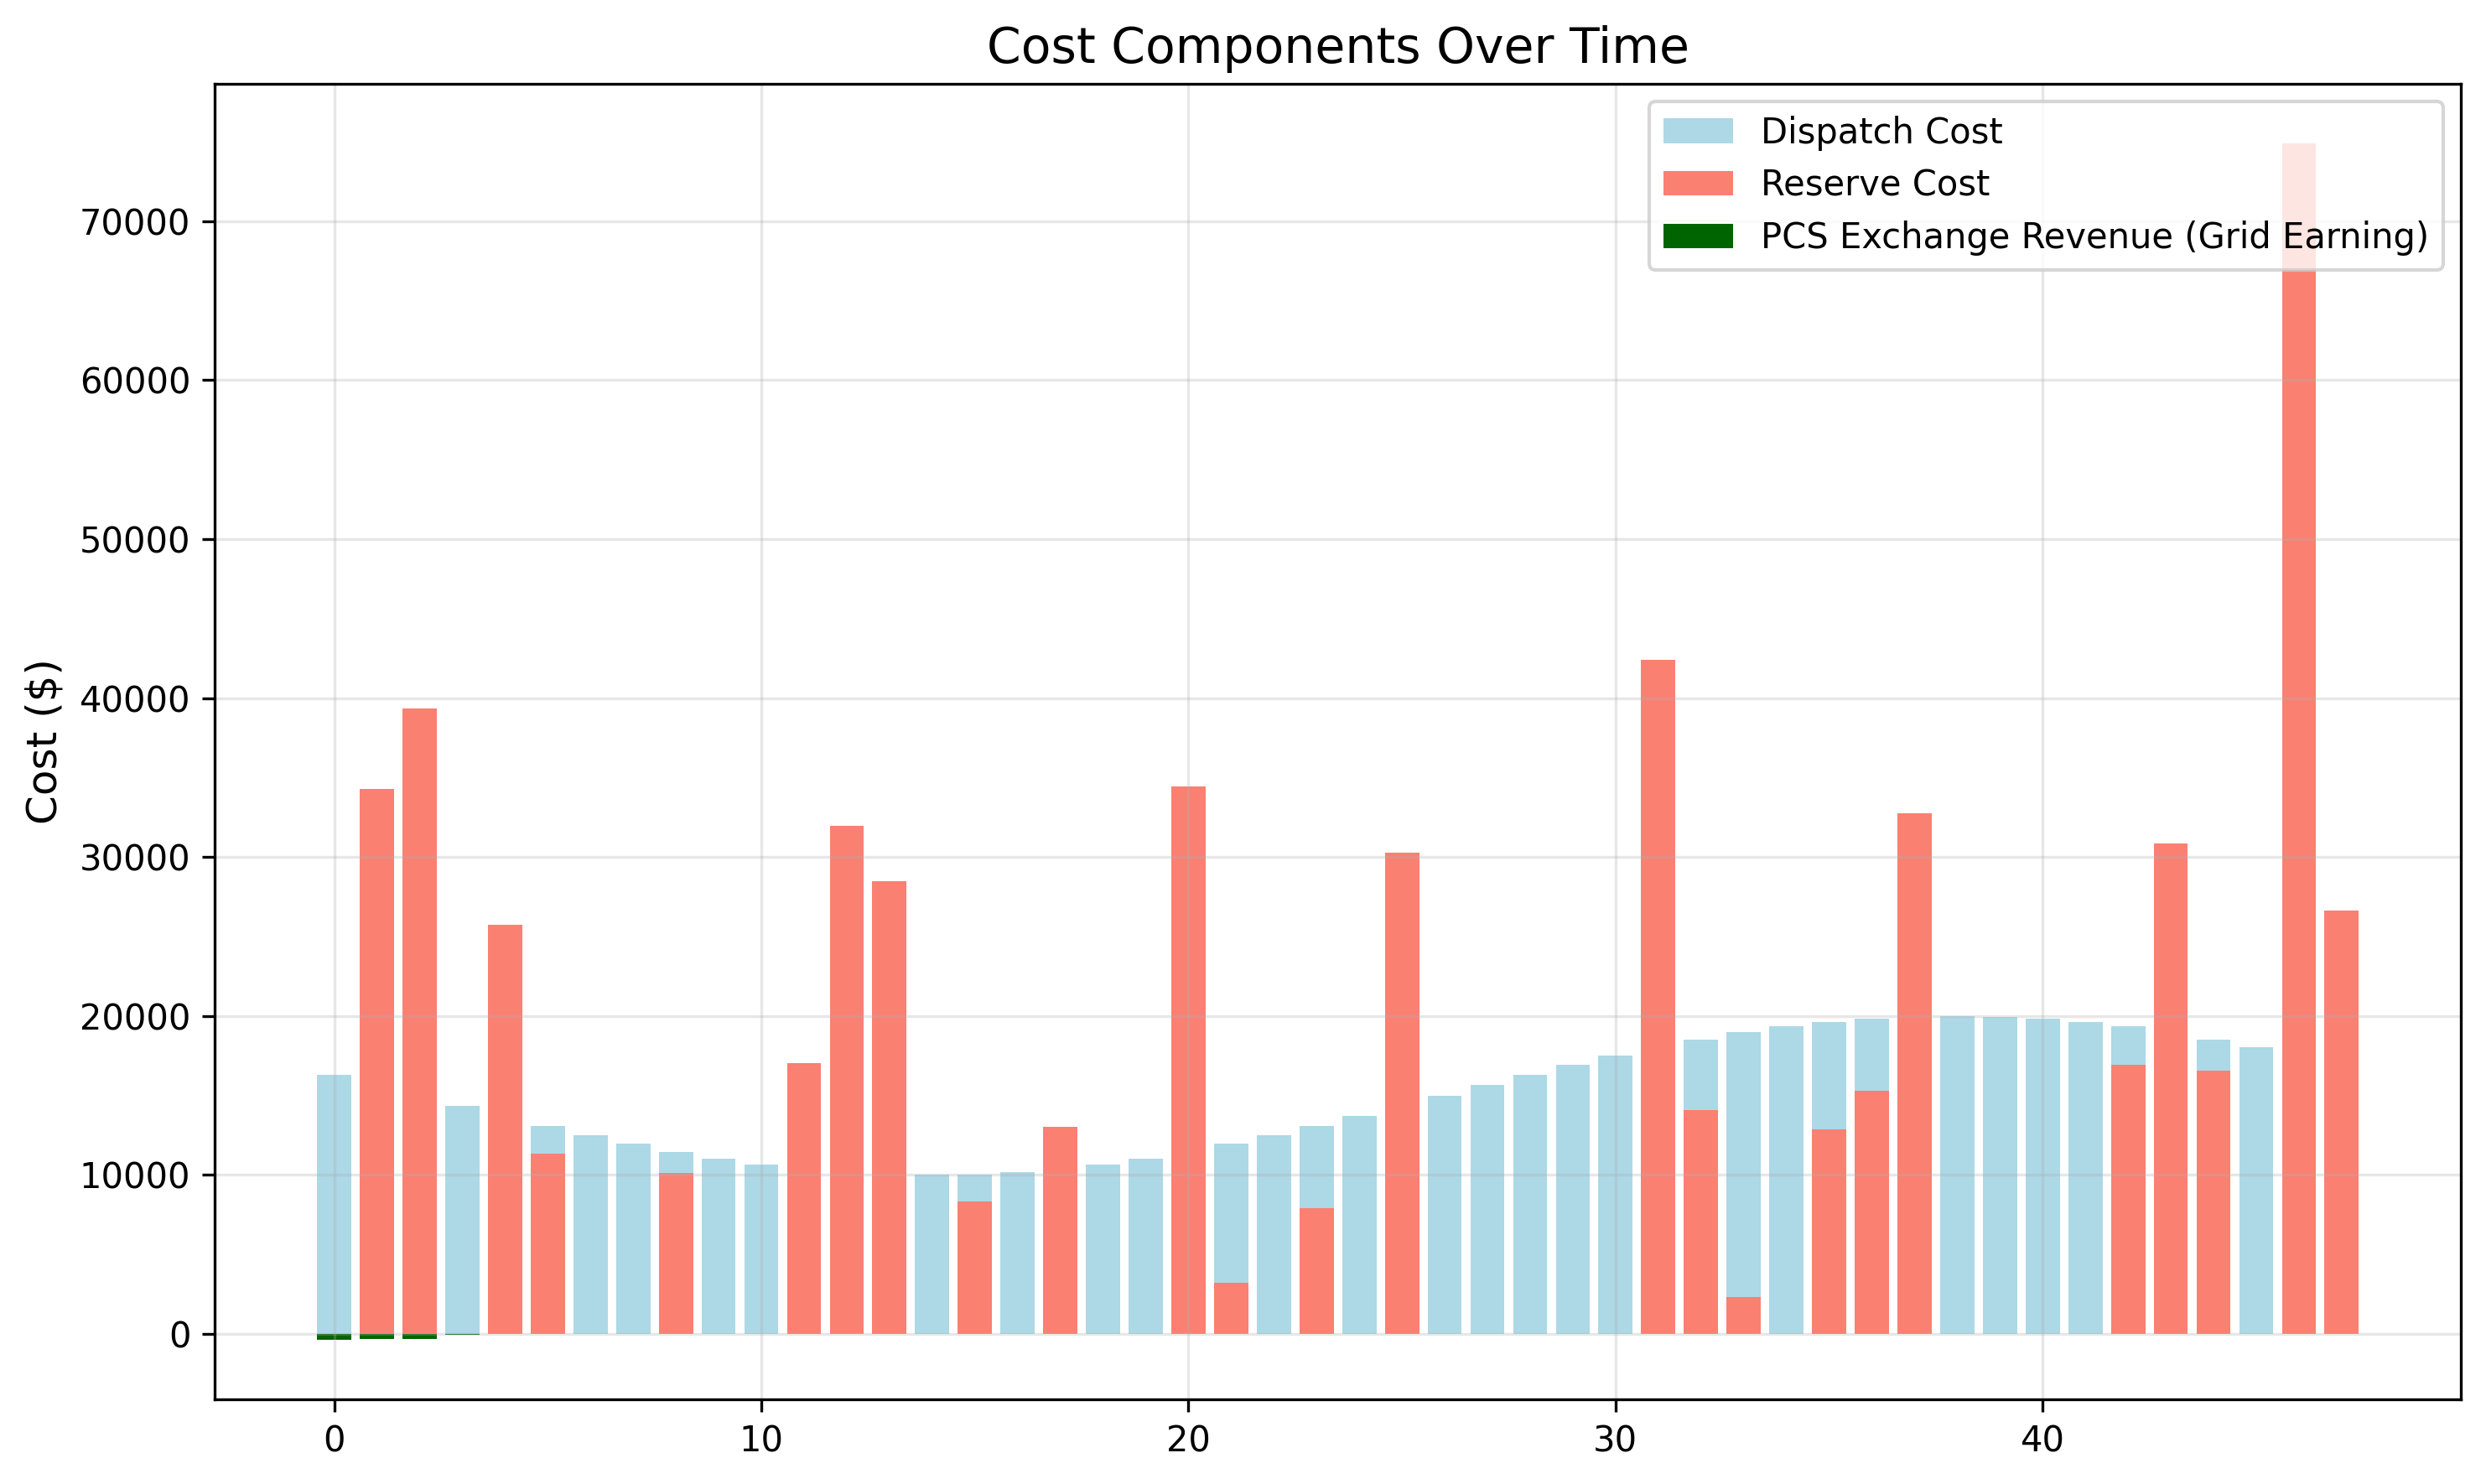 Cost Components Over Time
Dispatch Cost
Reserve Cost
PCS Exchange Revenue (Grid Earning)
Cost ($)
70000
60000
50000
40000
30000
20000
10000
0
0 10 20 30 40